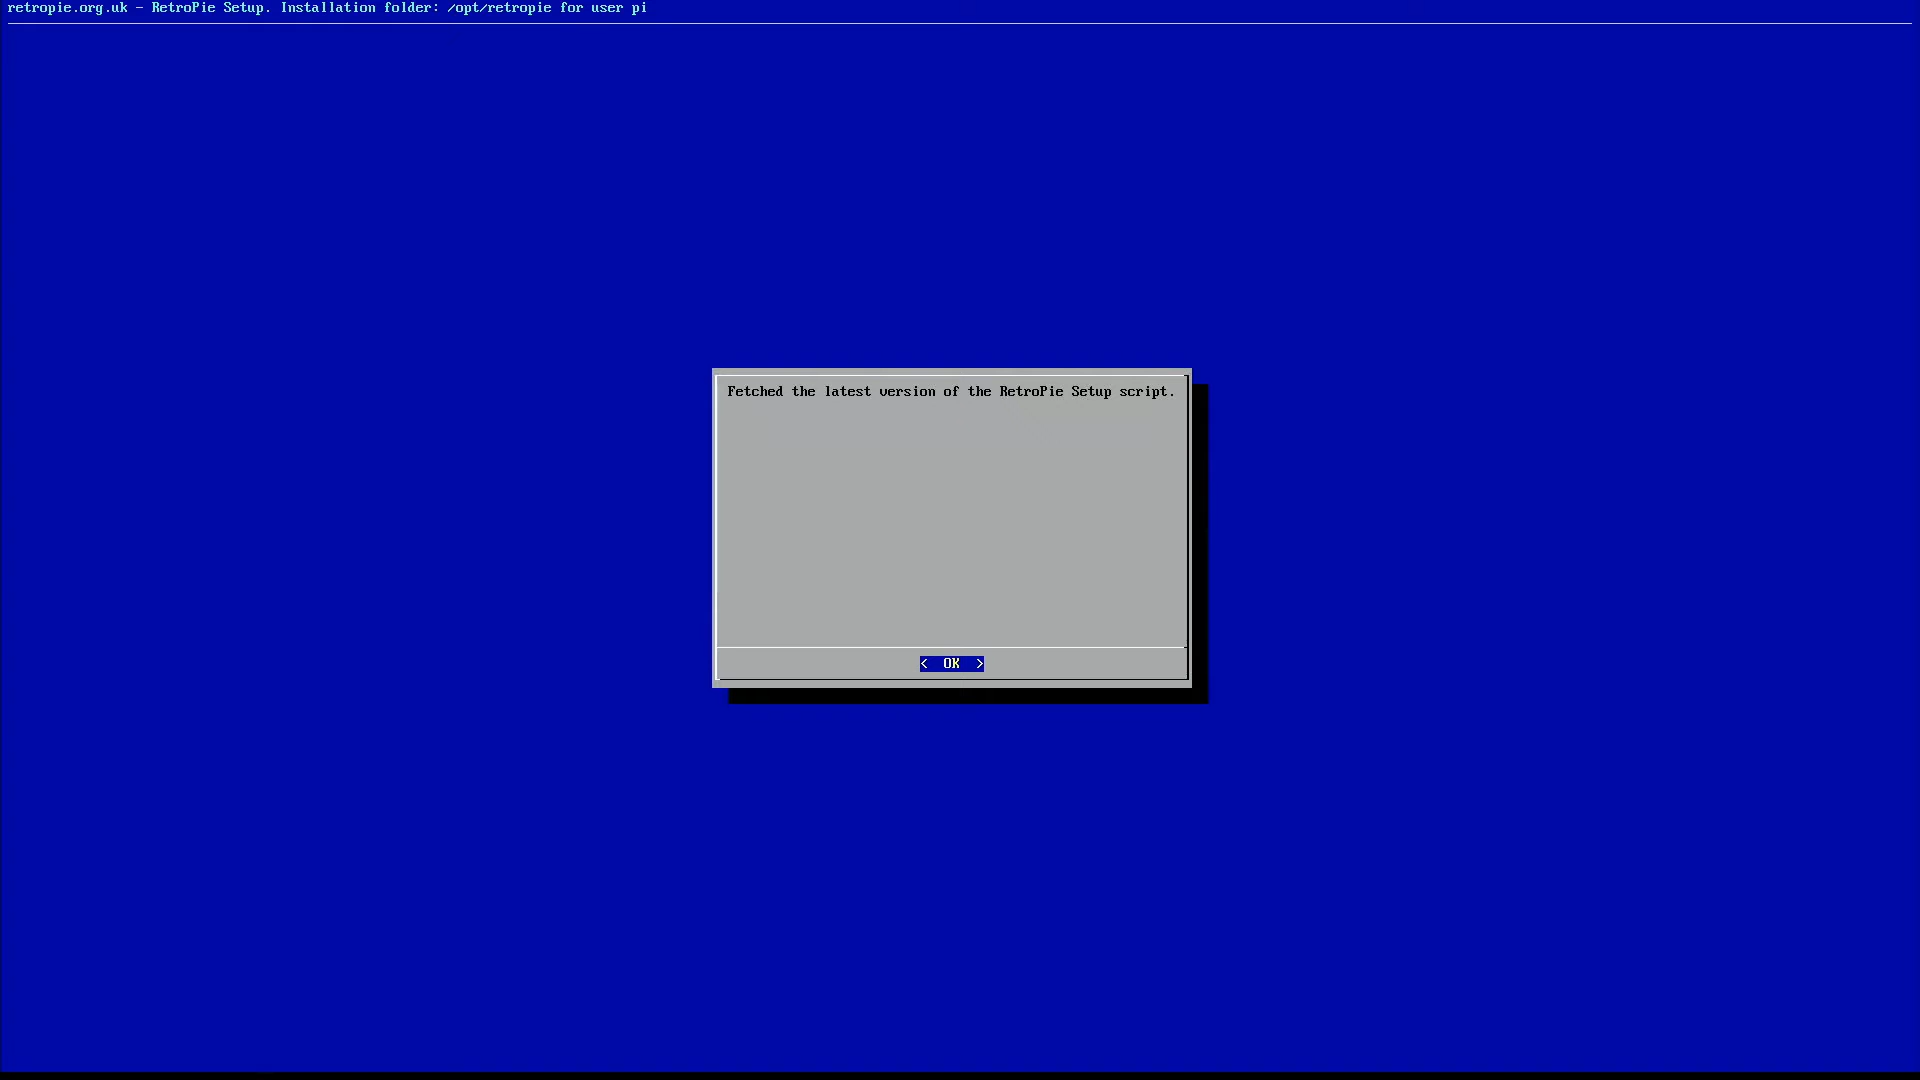 retropie.org.uk - RetroPie Setup. Installation folder: /opt/retropie for user pi
Fetched the latest version of the RetroPie Setup script.
< OK >